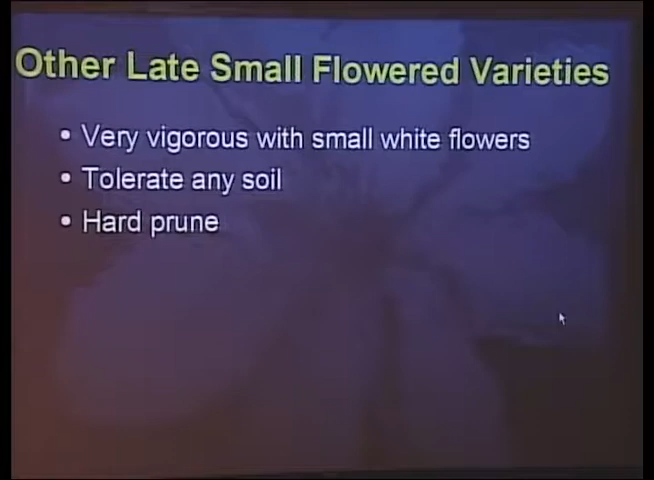 Other Late Small Flowered Varieties
• Very vigorous with small white flowers
• Tolerate any soil
• Hard prune